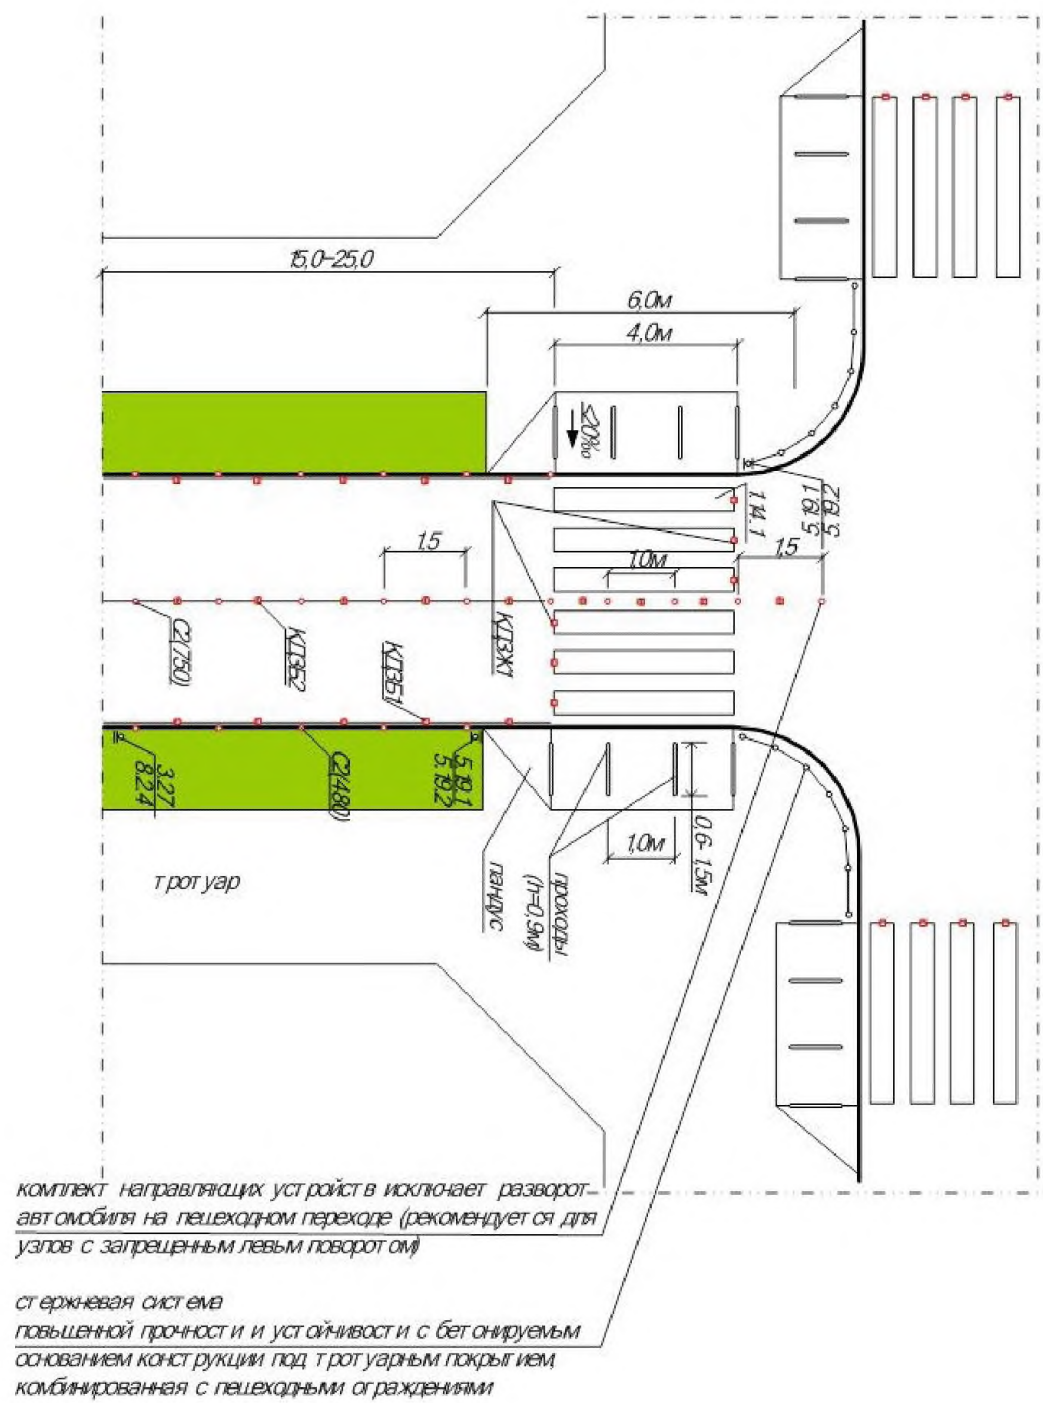 15,0-25,0
6,0м
4,0м
≤20‰
1.14.1
5.19.1
5.19.2
1,5
1,0м
1,5
С2(750)
КД3Б2
КД3Б1
КД3Ж1
3.27
8.2.4
С2(480)
5.19.1
5.19.2
1,0м
0,6-1,5м
пандус
проходы
(h=0,9м)
тротуар
комплект направляющих устройств исключает разворот
автомобиля на пешеходном переходе (рекомендуется для
узлов с запрещенным левым поворотом)
стержневая система
повышенной прочности и устойчивости с бетонируемым
основанием конструкции под тротуарным покрытием,
комбинированная с пешеходными ограждениями